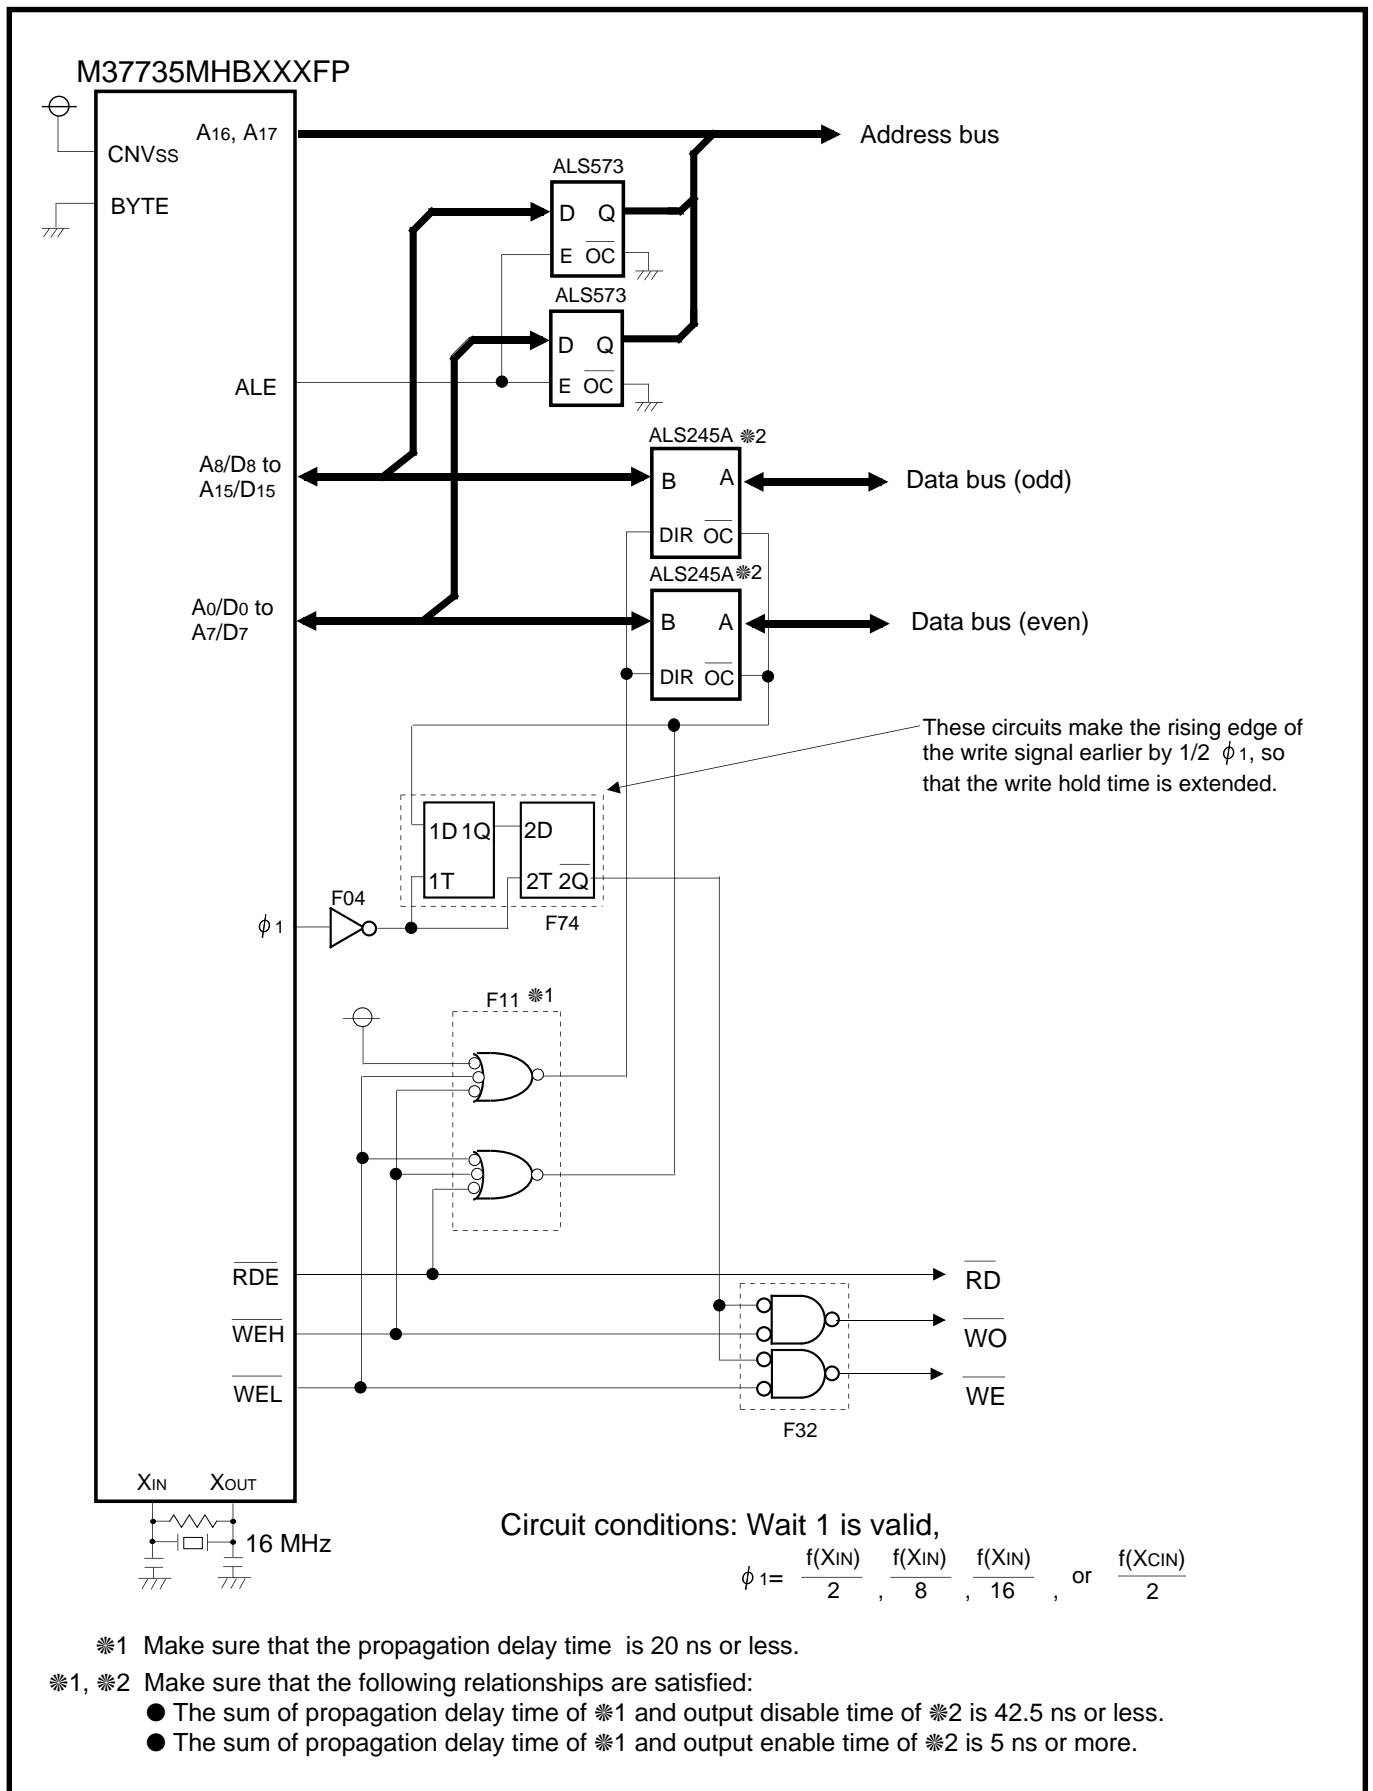 M37735MHBXXXFP
CNVSS
BYTE
A16, A17
Address bus
ALS573
D Q
E OC
ALS573
D Q
E OC
ALE
ALS245A ❋2
A8/D8 to
A15/D15
B A
DIR OC
Data bus (odd)
ALS245A❋2
A0/D0 to
A7/D7
B A
DIR OC
Data bus (even)
These circuits make the rising edge of
the write signal earlier by 1/2 ϕ1, so
that the write hold time is extended.
1D 1Q
1T
2D
2T 2Q
F04
F74
ϕ1
F11 ❋1
RDE
RD
WEH
WO
WEL
WE
F32
XIN XOUT
16 MHz
Circuit conditions: Wait 1 is valid,
ϕ1= f(XIN)/2 , f(XIN)/8 , f(XIN)/16 , or f(XCIN)/2
❋1 Make sure that the propagation delay time is 20 ns or less.
❋1, ❋2 Make sure that the following relationships are satisfied:
● The sum of propagation delay time of ❋1 and output disable time of ❋2 is 42.5 ns or less.
● The sum of propagation delay time of ❋1 and output enable time of ❋2 is 5 ns or more.